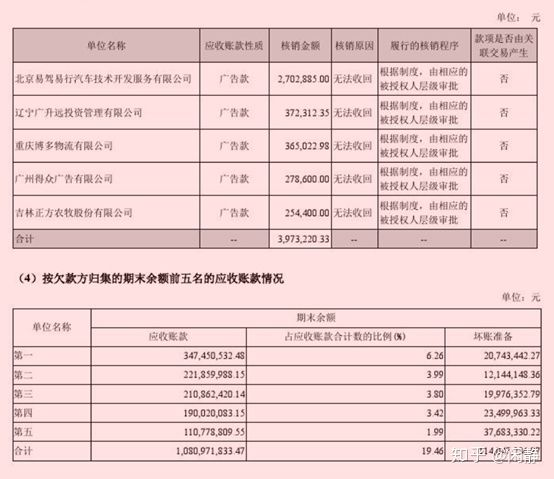 单位： 元
单位名称 应收账款性质 核销金额 核销原因 履行的核销程序 款项是否由关联交易产生
北京易驾易行汽车技术开发服务有限公司 广告款 2,702,885.00 无法收回 根据制度，由相应的被授权人层级审批 否
辽宁广升远投资管理有限公司 广告款 372,312.35 无法收回 根据制度，由相应的被授权人层级审批 否
重庆博多物流有限公司 广告款 365,022.98 无法收回 根据制度，由相应的被授权人层级审批 否
广州得众广告有限公司 广告款 278,600.00 无法收回 根据制度，由相应的被授权人层级审批 否
吉林正方农牧股份有限公司 广告款 254,400.00 无法收回 根据制度，由相应的被授权人层级审批 否
合计 -- 3,973,220.33 -- -- --
（4）按欠款方归集的期末余额前五名的应收账款情况
单位：元
单位名称 期末余额
应收账款 占应收账款合计数的比例(%) 坏账准备
第一 347,450,532.48 6.26 20,743,442.27
第二 221,859,988.15 3.99 12,144,148.36
第三 210,862,420.14 3.80 19,976,352.79
第四 190,020,083.15 3.42 23,499,963.33
第五 110,778,809.55 1.99 37,683,330.22
合计 1,080,971,833.47 19.46
知乎